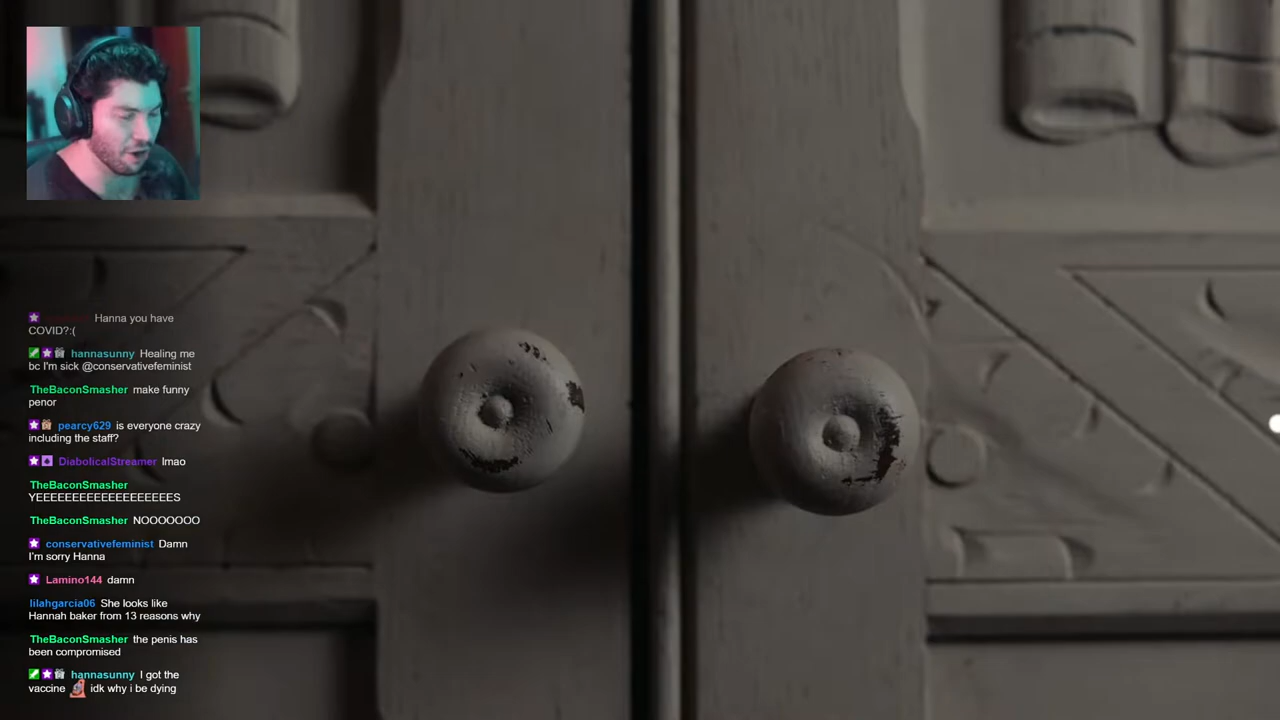 Hanna you have
COVID?:(
hannasunny Healing me
bc I'm sick @conservativefeminist
TheBaconSmasher make funny
penor
pearcy629 is everyone crazy
including the staff?
DiabolicalStreamer lmao
TheBaconSmasher
YEEEEEEEEEEEEEEEEEES
TheBaconSmasher NOOOOOOO
conservativefeminist Damn
I'm sorry Hanna
Lamino144 damn
lilahgarcia06 She looks like
Hannah baker from 13 reasons why
TheBaconSmasher the penis has
been compromised
hannasunny I got the
vaccine idk why i be dying